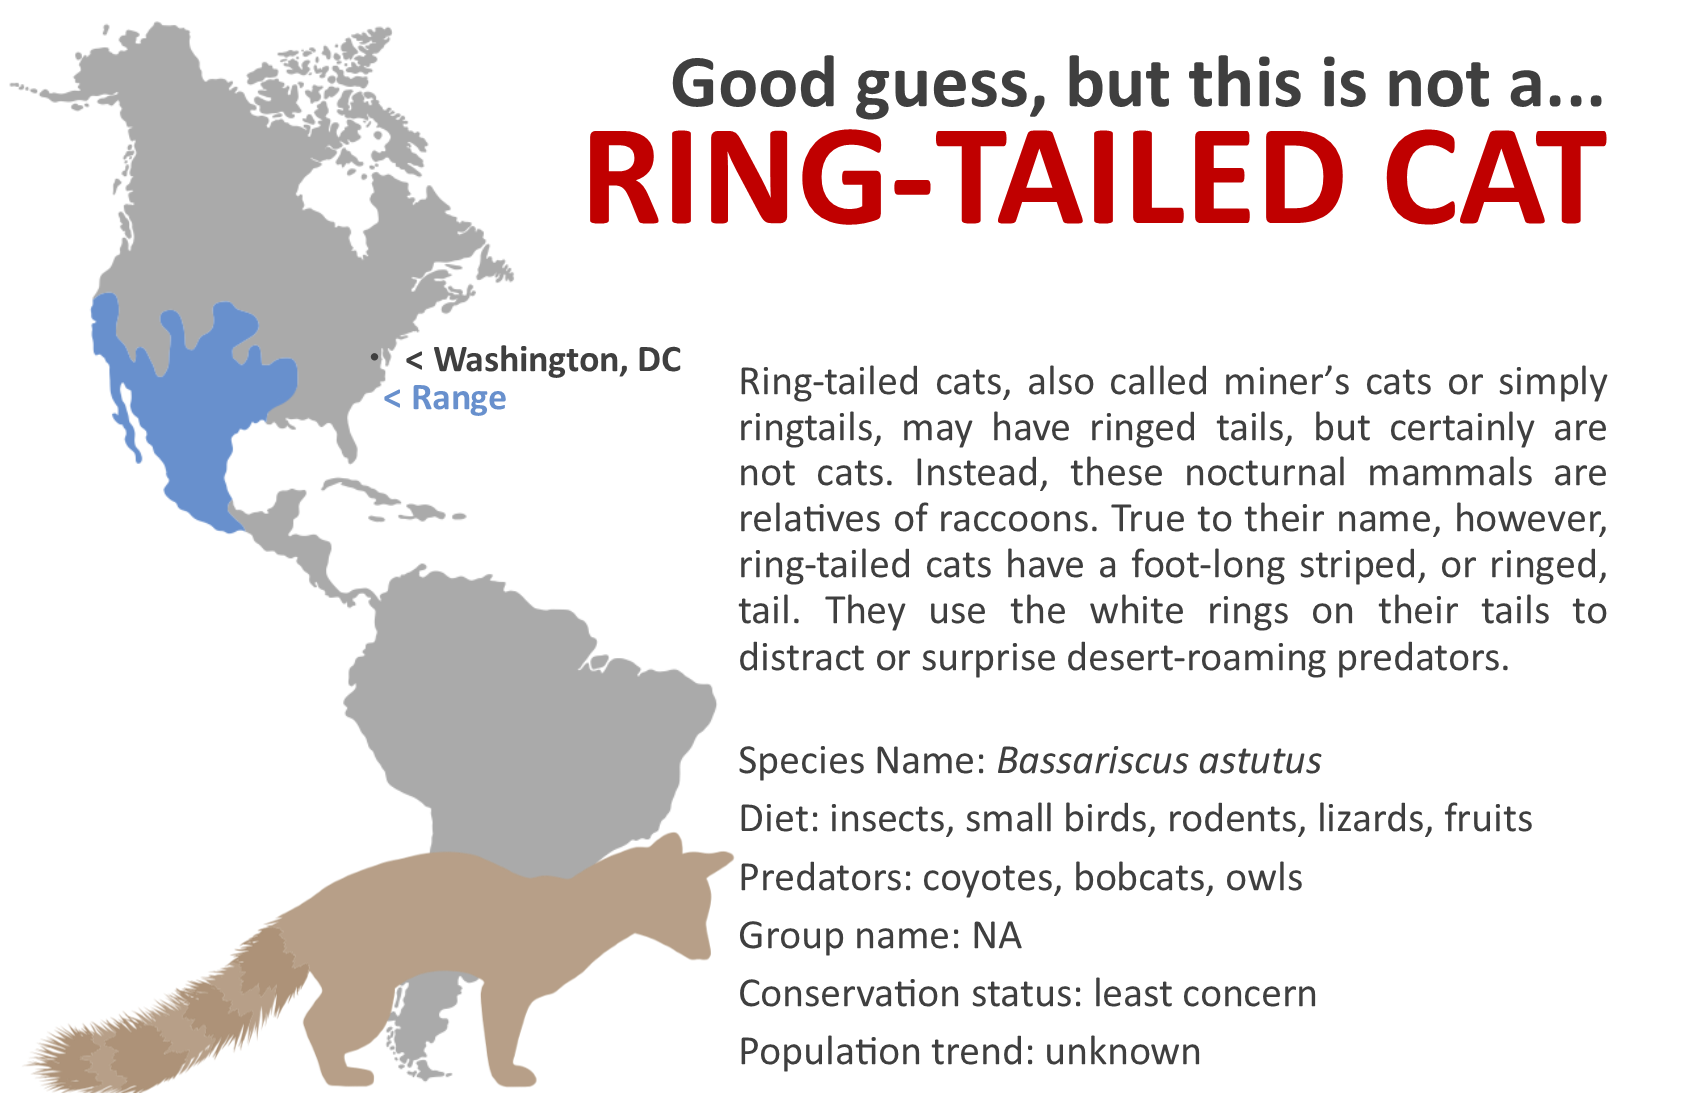 Good guess, but this is not a...
RING-TAILED CAT
< Washington, DC
< Range
Ring-tailed cats, also called miner’s cats or simply
ringtails, may have ringed tails, but certainly are
not cats. Instead, these nocturnal mammals are
relatives of raccoons. True to their name, however,
ring-tailed cats have a foot-long striped, or ringed,
tail. They use the white rings on their tails to
distract or surprise desert-roaming predators.
Species Name: Bassariscus astutus
Diet: insects, small birds, rodents, lizards, fruits
Predators: coyotes, bobcats, owls
Group name: NA
Conservation status: least concern
Population trend: unknown